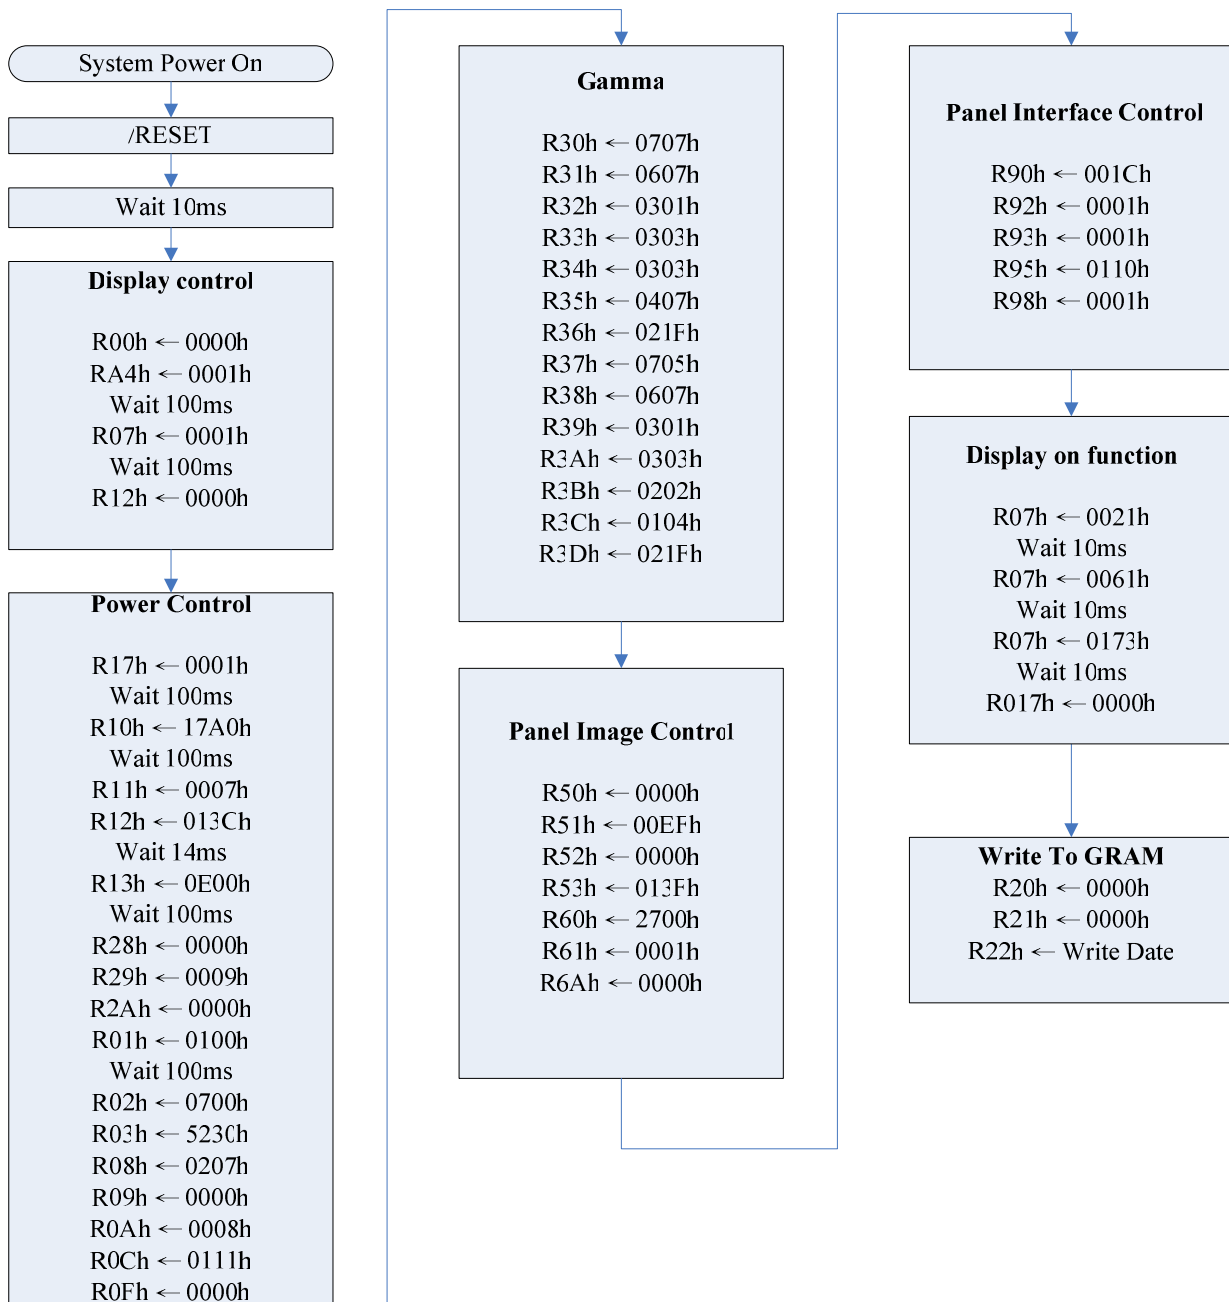 System Power On
/RESET
Wait 10ms
Display control
R00h ← 0000h
RA4h ← 0001h
Wait 100ms
R07h ← 0001h
Wait 100ms
R12h ← 0000h
Power Control
R17h ← 0001h
Wait 100ms
R10h ← 17A0h
Wait 100ms
R11h ← 0007h
R12h ← 013Ch
Wait 14ms
R13h ← 0E00h
Wait 100ms
R28h ← 0000h
R29h ← 0009h
R2Ah ← 0000h
R01h ← 0100h
Wait 100ms
R02h ← 0700h
R03h ← 5230h
R08h ← 0207h
R09h ← 0000h
R0Ah ← 0008h
R0Ch ← 0111h
R0Fh ← 0000h
Gamma
R30h ← 0707h
R31h ← 0607h
R32h ← 0301h
R33h ← 0303h
R34h ← 0303h
R35h ← 0407h
R36h ← 021Fh
R37h ← 0705h
R38h ← 0607h
R39h ← 0301h
R3Ah ← 0303h
R3Bh ← 0202h
R3Ch ← 0104h
R3Dh ← 021Fh
Panel Image Control
R50h ← 0000h
R51h ← 00EFh
R52h ← 0000h
R53h ← 013Fh
R60h ← 2700h
R61h ← 0001h
R6Ah ← 0000h
Panel Interface Control
R90h ← 001Ch
R92h ← 0001h
R93h ← 0001h
R95h ← 0110h
R98h ← 0001h
Display on function
R07h ← 0021h
Wait 10ms
R07h ← 0061h
Wait 10ms
R07h ← 0173h
Wait 10ms
R017h ← 0000h
Write To GRAM
R20h ← 0000h
R21h ← 0000h
R22h ← Write Date